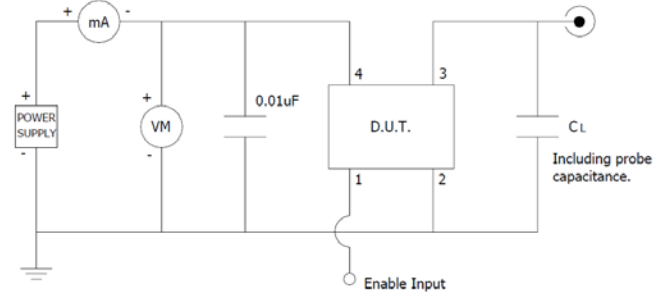 + mA -
4 3
+ + 0.01uF
POWER
SUPPLY VM D.U.T. CL
- - Including probe
capacitance.
1 2
Enable Input